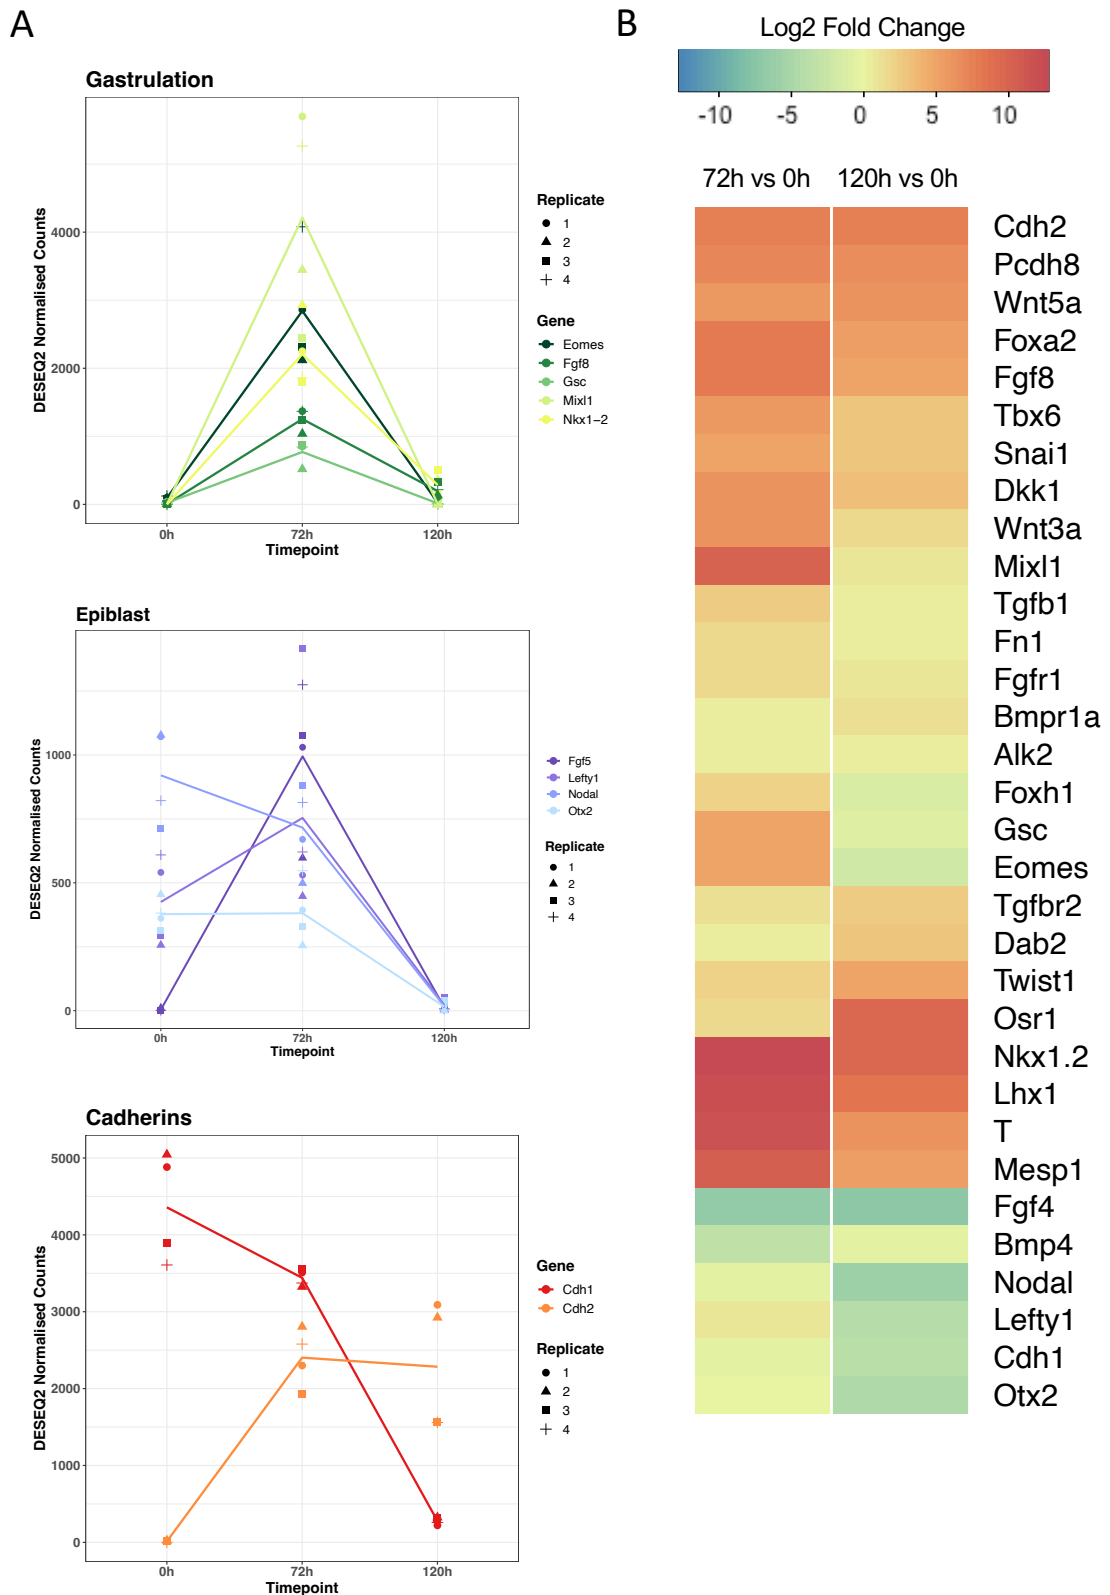 A
Gastrulation
DESEQ2 Normalised Counts
4000
2000
0
0h
72h
120h
Timepoint
Replicate
1
2
3
4
Gene
Eomes
Fgf8
Gsc
Mixl1
Nkx1−2
Epiblast
DESEQ2 Normalised Counts
1000
500
0
0h
72h
120h
Timepoint
Fgf5
Lefty1
Nodal
Otx2
Replicate
1
2
3
4
Cadherins
DESEQ2 Normalised Counts
5000
4000
3000
2000
1000
0
0h
72h
120h
Timepoint
Gene
Cdh1
Cdh2
Replicate
1
2
3
4
B
Log2 Fold Change
-10 -5 0 5 10
72h vs 0h 120h vs 0h
Cdh2
Pcdh8
Wnt5a
Foxa2
Fgf8
Tbx6
Snai1
Dkk1
Wnt3a
Mixl1
Tgfb1
Fn1
Fgfr1
Bmpr1a
Alk2
Foxh1
Gsc
Eomes
Tgfbr2
Dab2
Twist1
Osr1
Nkx1.2
Lhx1
T
Mesp1
Fgf4
Bmp4
Nodal
Lefty1
Cdh1
Otx2